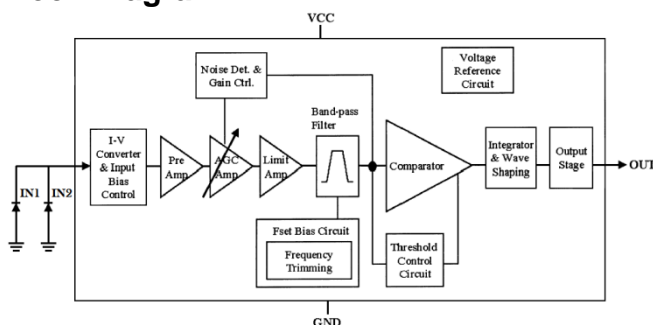 VCC
Voltage
Reference
Circuit
Noise Det. &
Gain Ctrl.
Band-pass
Filter
I-V
Converter
& Input
Bias
Control
Pre
Amp
AGC
Amp
Limit
Amp
Comparator
Integrator
& Wave
Shaping
Output
Stage
OUT
IN1
IN2
Fset Bias Circuit
Frequency
Trimming
Threshold
Control
Circuit
GND